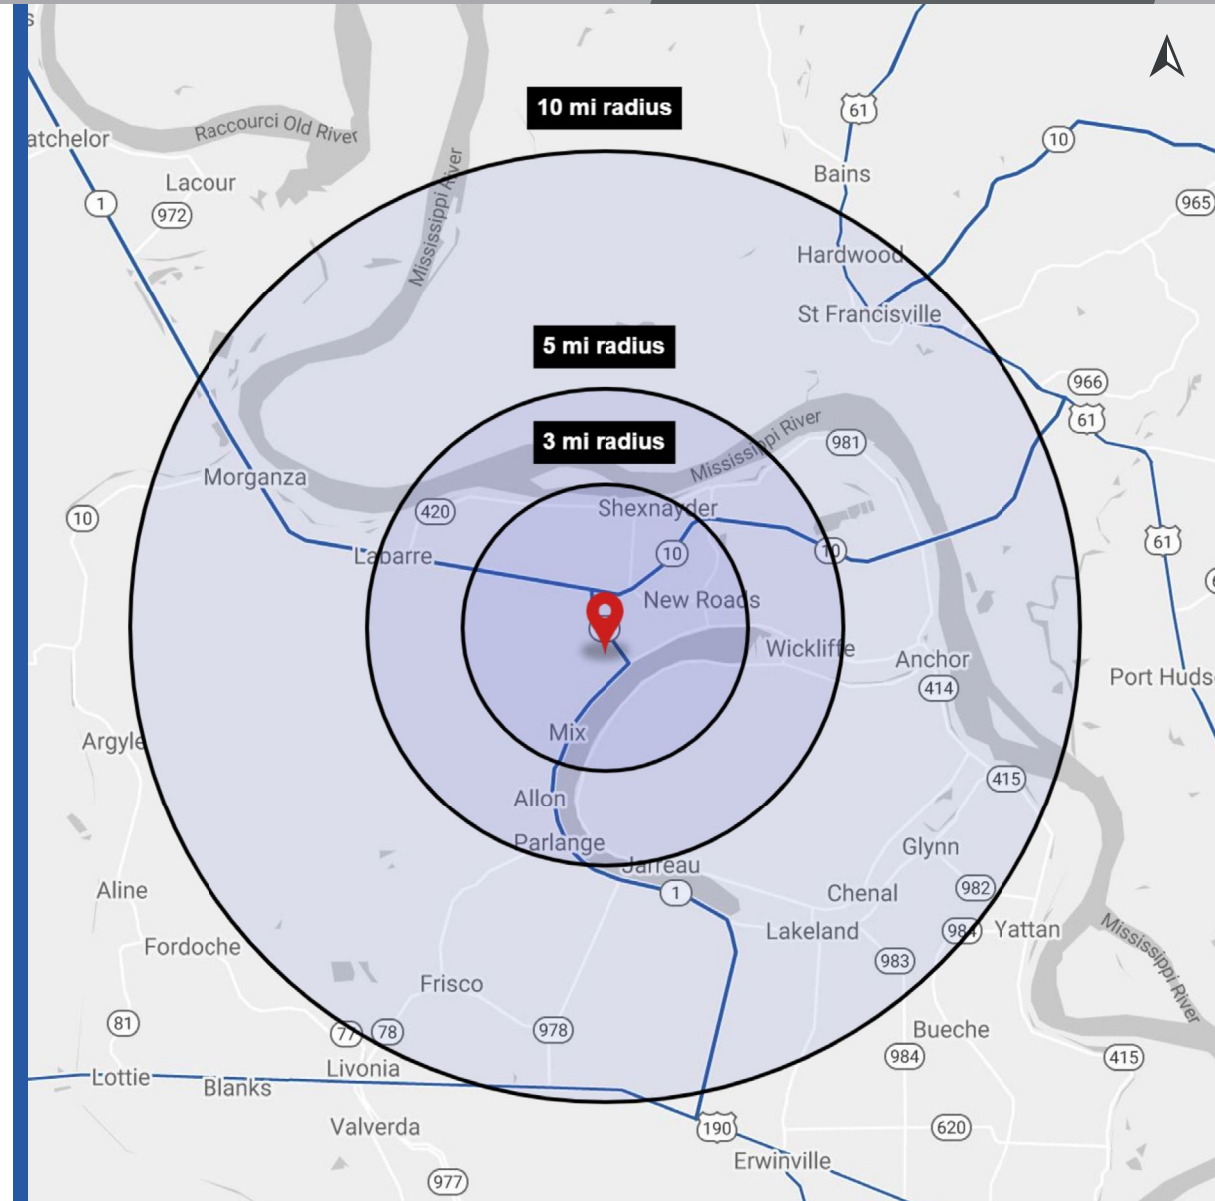 10 mi radius
61
10
Raccourci Old River
atchelor
Bains
Lacour
965
1
972
Mississippi River
Hardwood
St Francisville
5 mi radius
966
61
3 mi radius
Mississippi River
981
Morganza
420
Shexnayder
10
61
Labarre
10
10
New Roads
Wickliffe
Anchor
Port Huds
414
Mix
Argyle
415
Allon
Parlange
Glynn
Jarreau
Aline
1
Chenal
982
Lakeland
984
Yattan
Fordoche
983
Mississippi River
Frisco
81
77
78
978
Bueche
984
415
Livonia
Lottie
Blanks
Valverda
190
620
Erwinville
977